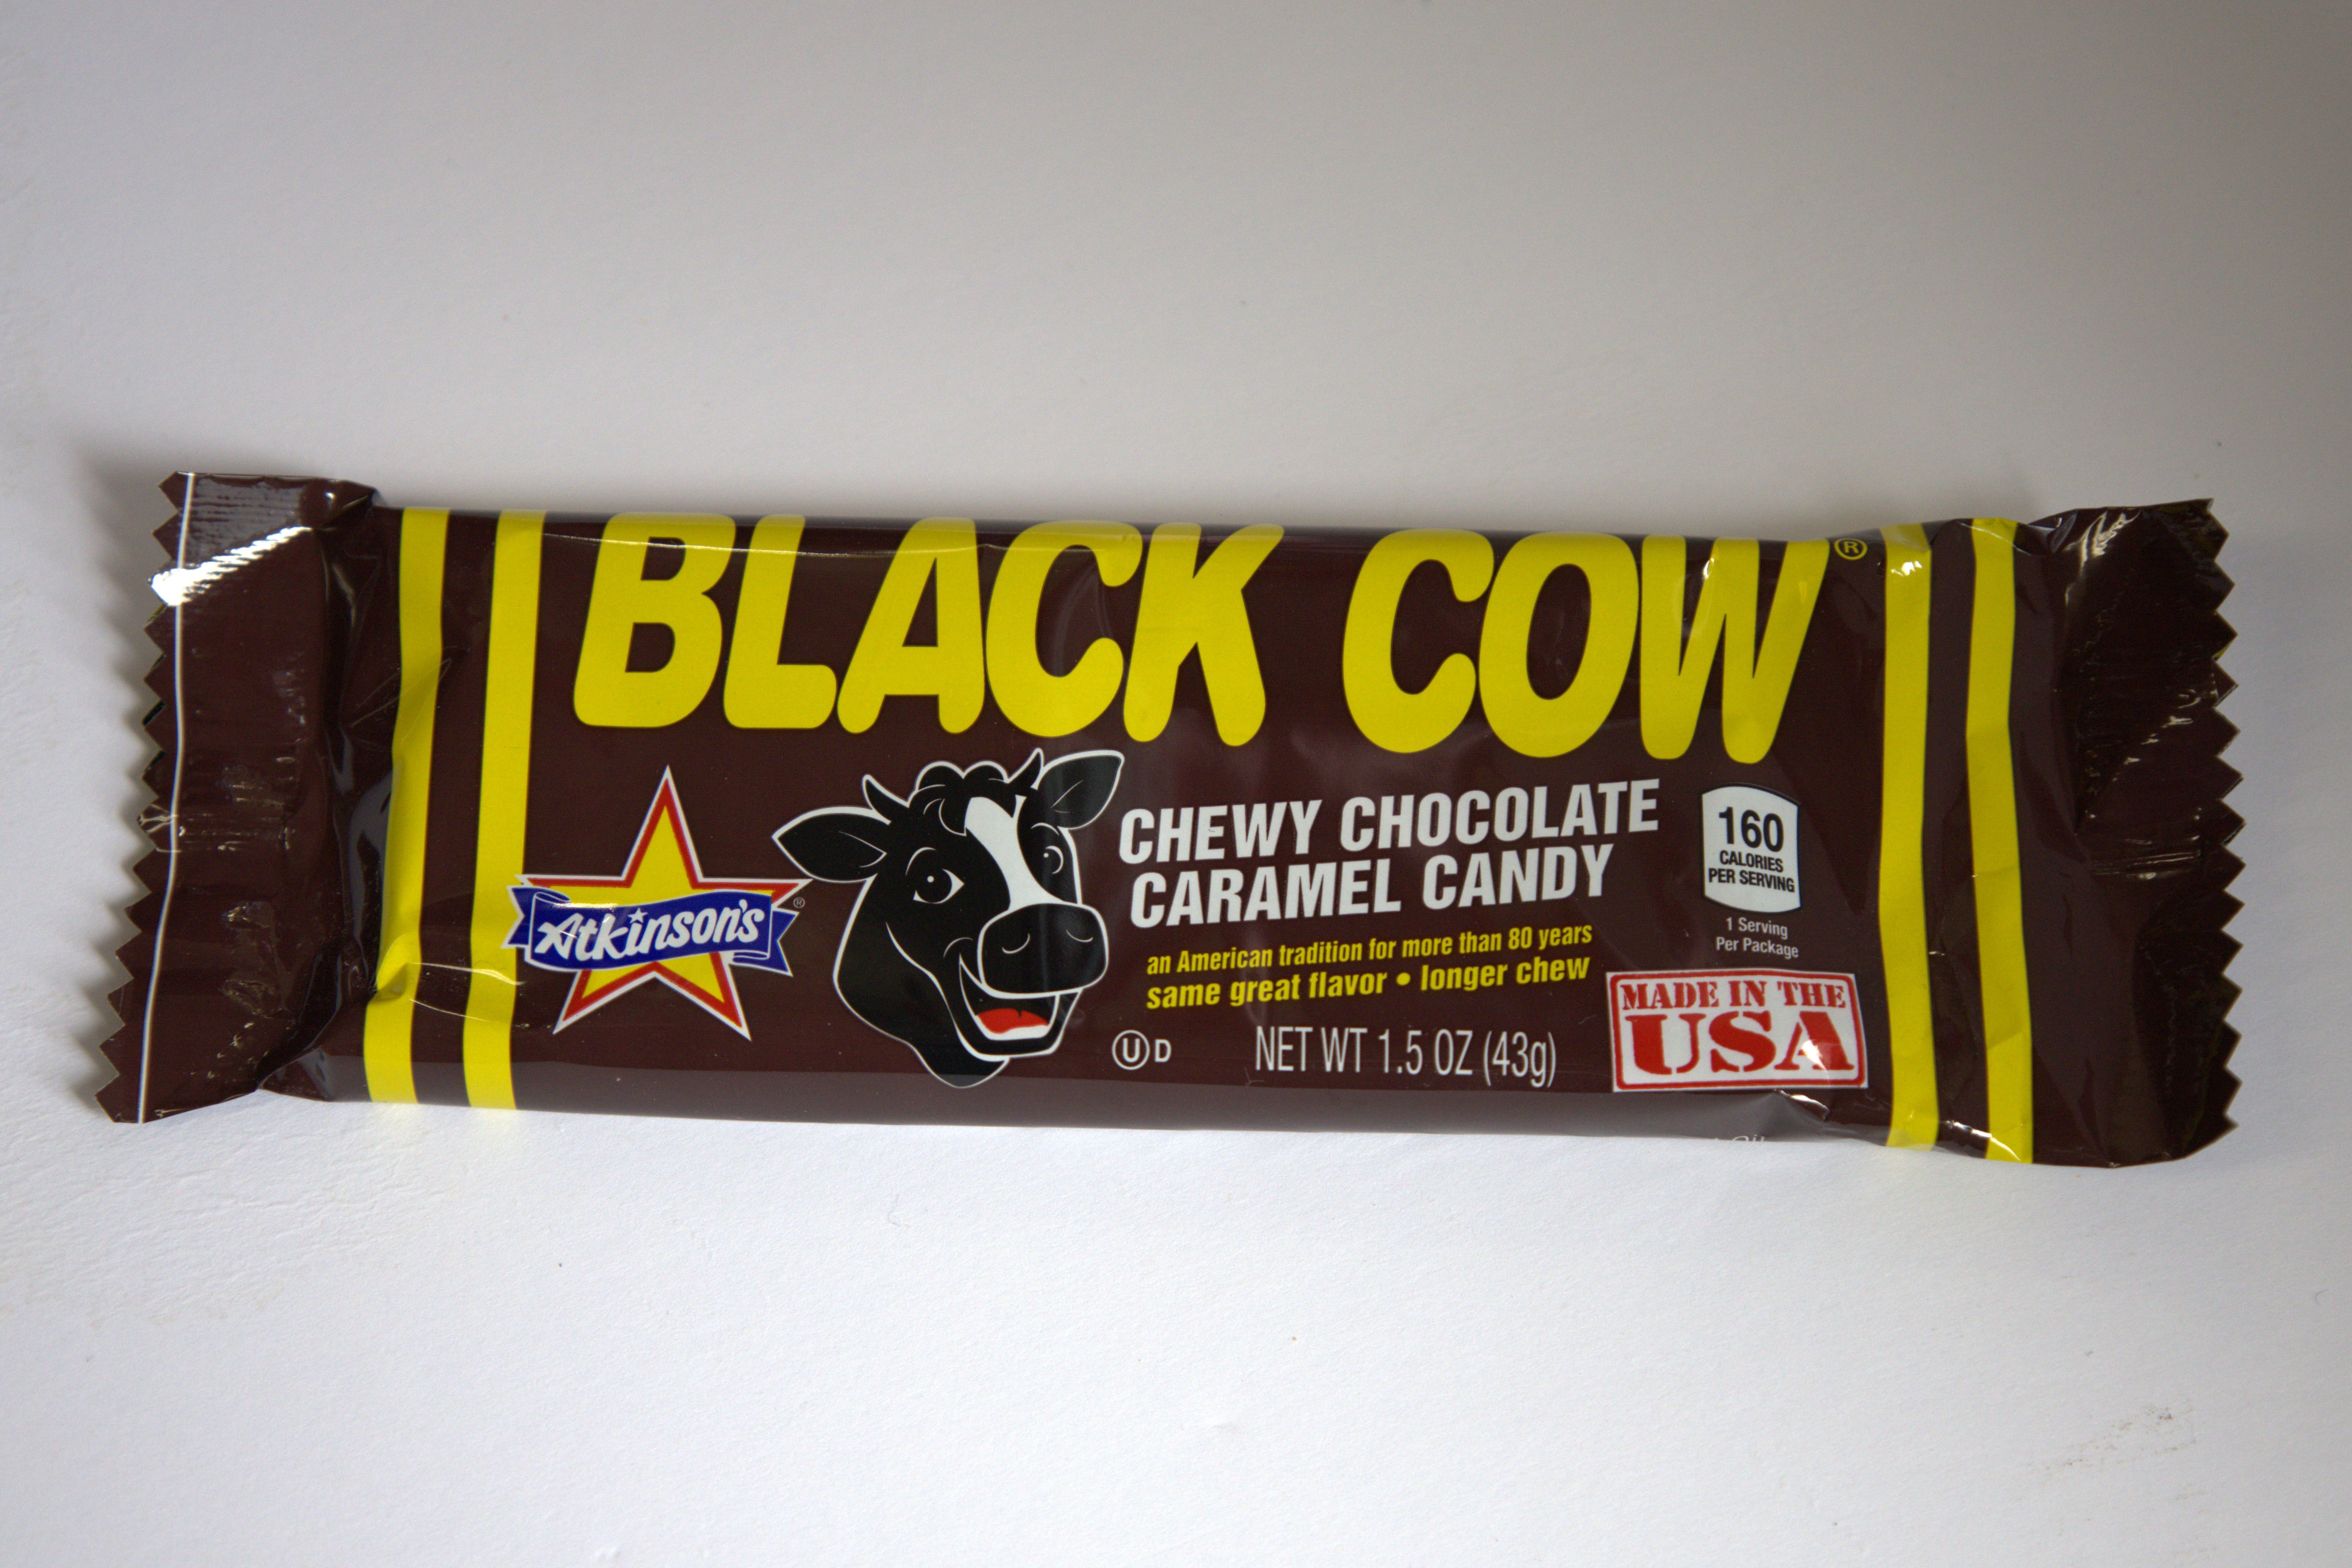 BLACK COW®
Atkinson's®
CHEWY CHOCOLATE
CARAMEL CANDY
an American tradition for more than 80 years
same great flavor • longer chew
160
CALORIES
PER SERVING
1 Serving
Per Package
U D
NET WT 1.5 OZ (43g)
MADE IN THE
USA